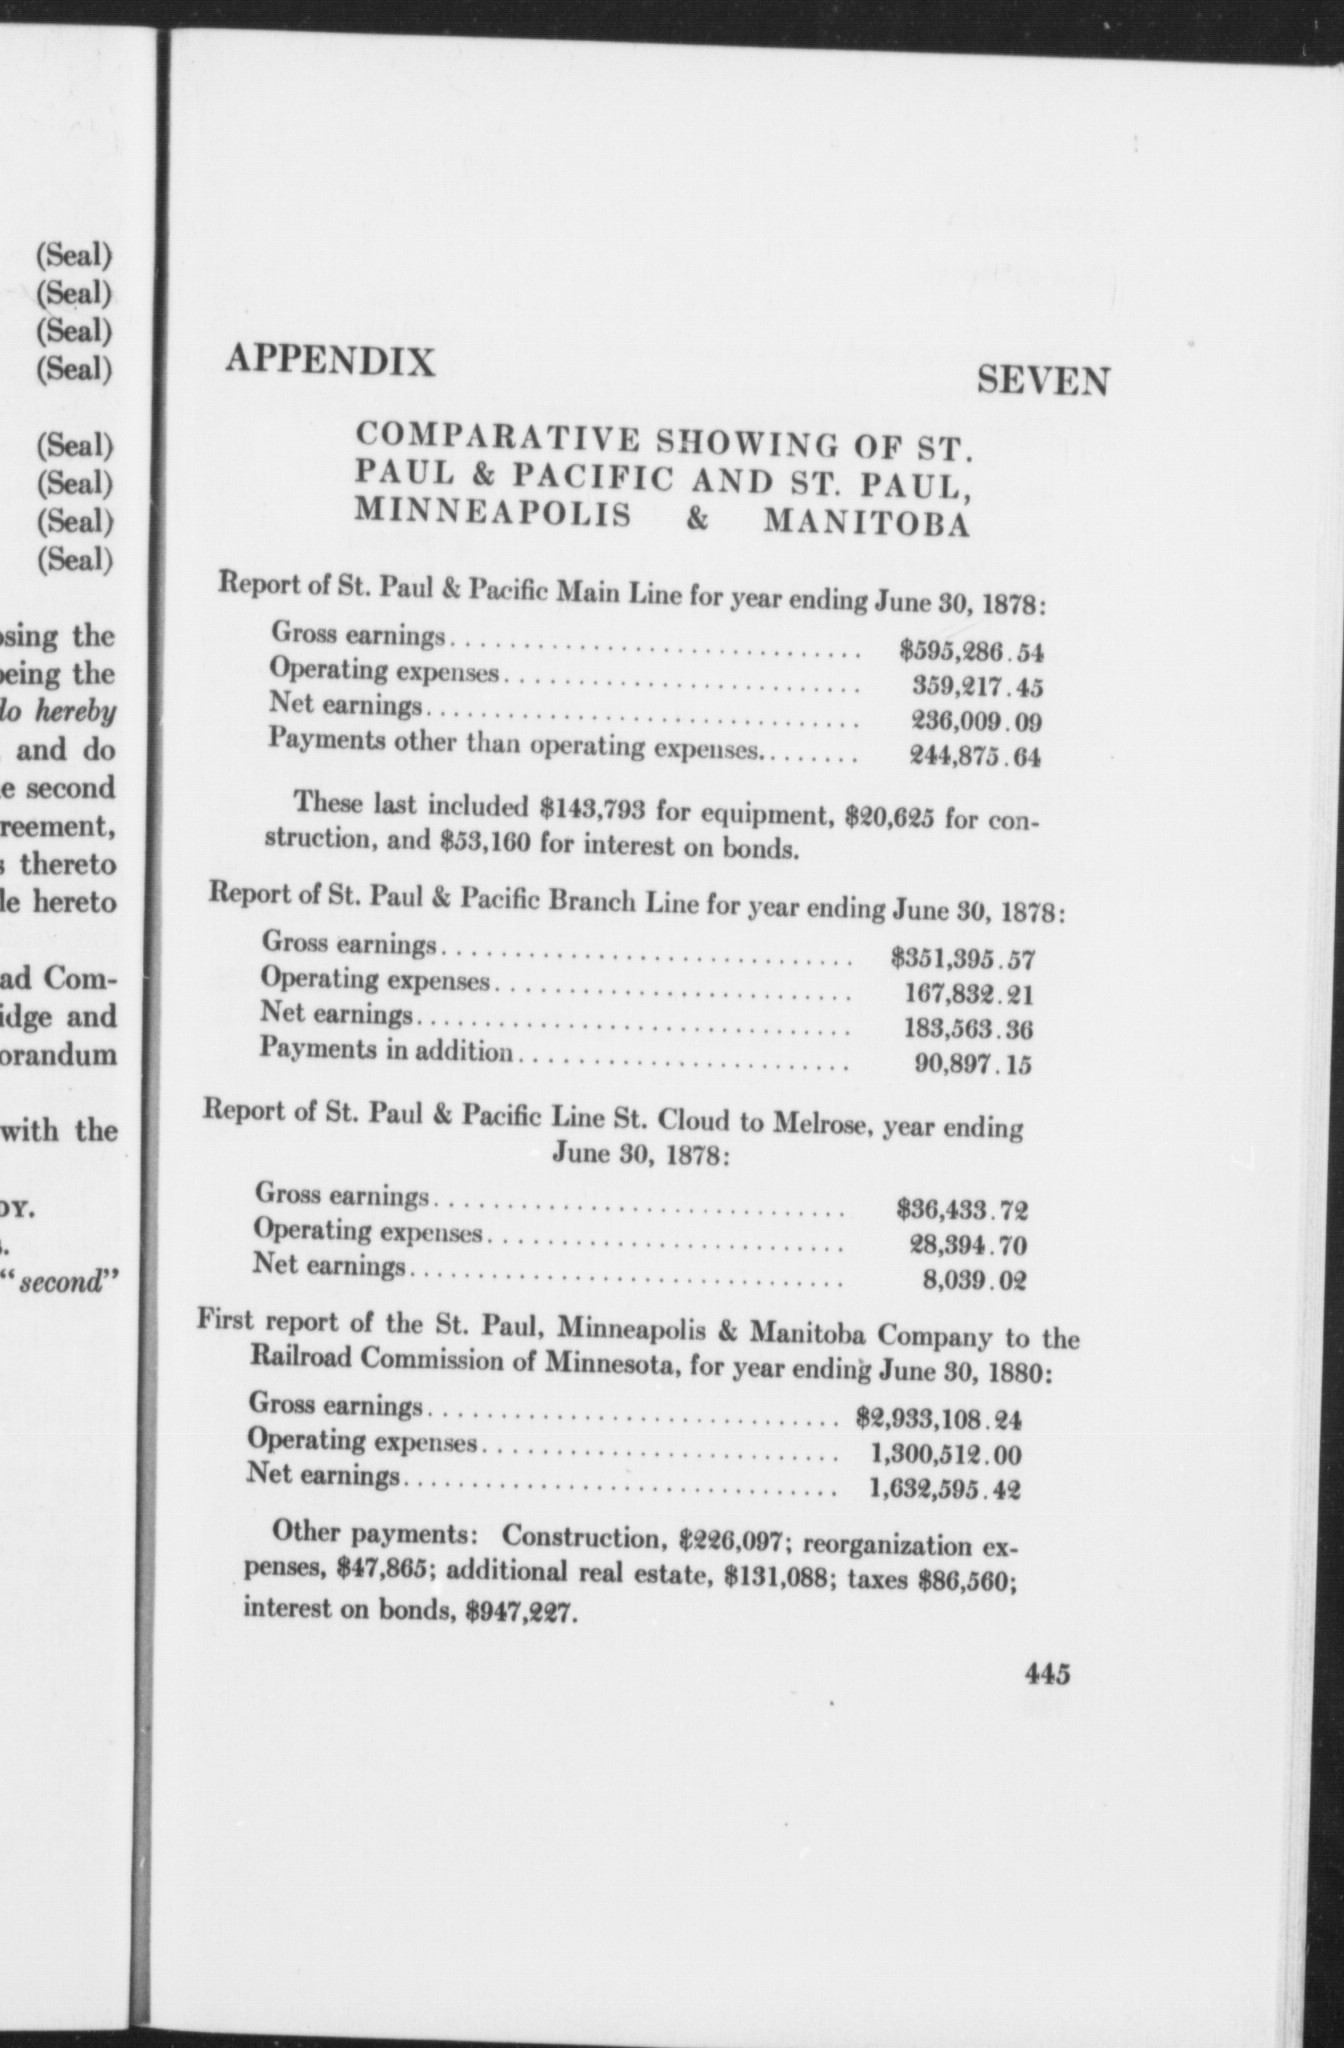 (Seal)
(Seal)
(Seal)
(Seal)
(Seal)
(Seal)
(Seal)
(Seal)
the
the
hereby
and do
second
thereto
hereto
Com-
and
with the
"second"
APPENDIX SEVEN
COMPARATIVE SHOWING OF ST.
PAUL & PACIFIC AND ST. PAUL,
MINNEAPOLIS & MANITOBA
Report of St. Paul & Pacific Main Line for year ending June 30, 1878:
Gross earnings.............................. $595,286.54
Operating expenses.......................... 359,217.45
Net earnings................................ 236,009.09
Payments other than operating expenses........ 244,875.64
These last included $143,793 for equipment, $20,625 for con-
struction, and $53,160 for interest on bonds.
Report of St. Paul & Pacific Branch Line for year ending June 30, 1878:
Gross earnings.............................. $351,395.57
Operating expenses.......................... 167,832.21
Net earnings................................ 183,563.36
Payments in addition........................ 90,897.15
Report of St. Paul & Pacific Line St. Cloud to Melrose, year ending
June 30, 1878:
Gross earnings.............................. $36,433.72
Operating expenses.......................... 28,394.70
Net earnings................................ 8,039.02
First report of the St. Paul, Minneapolis & Manitoba Company to the
Railroad Commission of Minnesota, for year ending June 30, 1880:
Gross earnings.............................. $2,933,108.24
Operating expenses.......................... 1,300,512.00
Net earnings................................ 1,632,595.42
Other payments: Construction, $226,097; reorganization ex-
penses, $47,865; additional real estate, $131,088; taxes $86,560;
interest on bonds, $947,227.
445